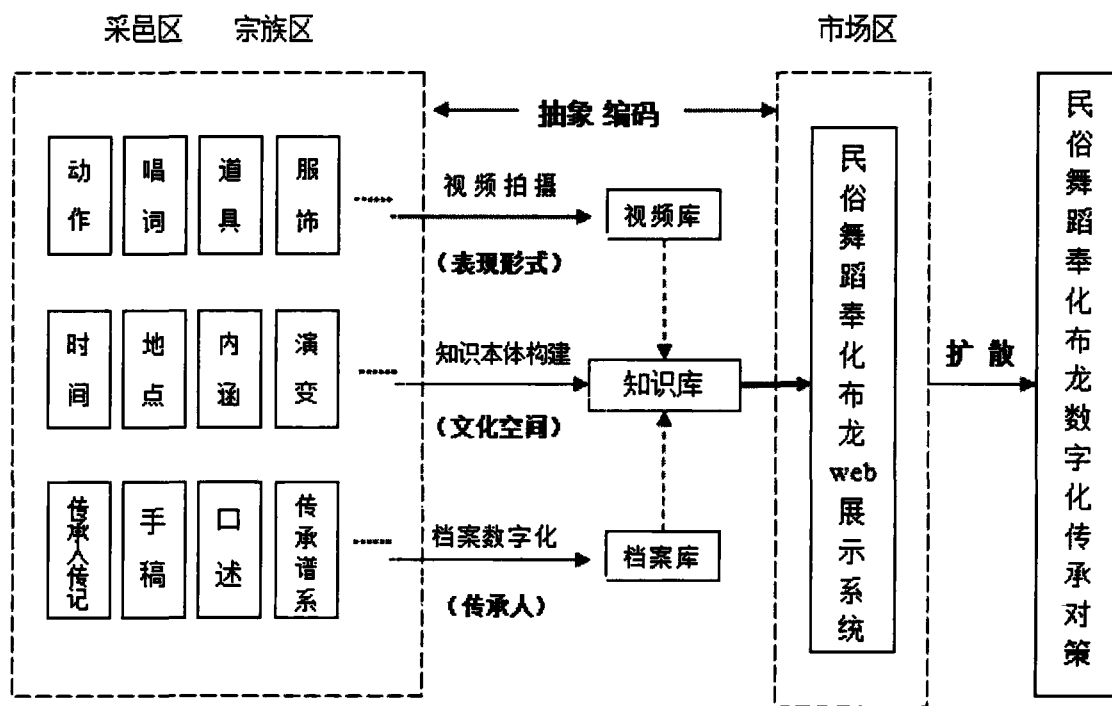 采邑区 宗族区 市场区
抽象 编码
动作 唱词 道具 服饰 ······
视频拍摄
（表现形式）
视频库
时间 地点 内涵 演变 ······
知识本体构建
（文化空间）
知识库
传承人传记 手稿 口述 传承谱系 ······
档案数字化
（传承人）
档案库
民俗舞蹈奉化布龙web展示系统
扩散
民俗舞蹈奉化布龙数字化传承对策